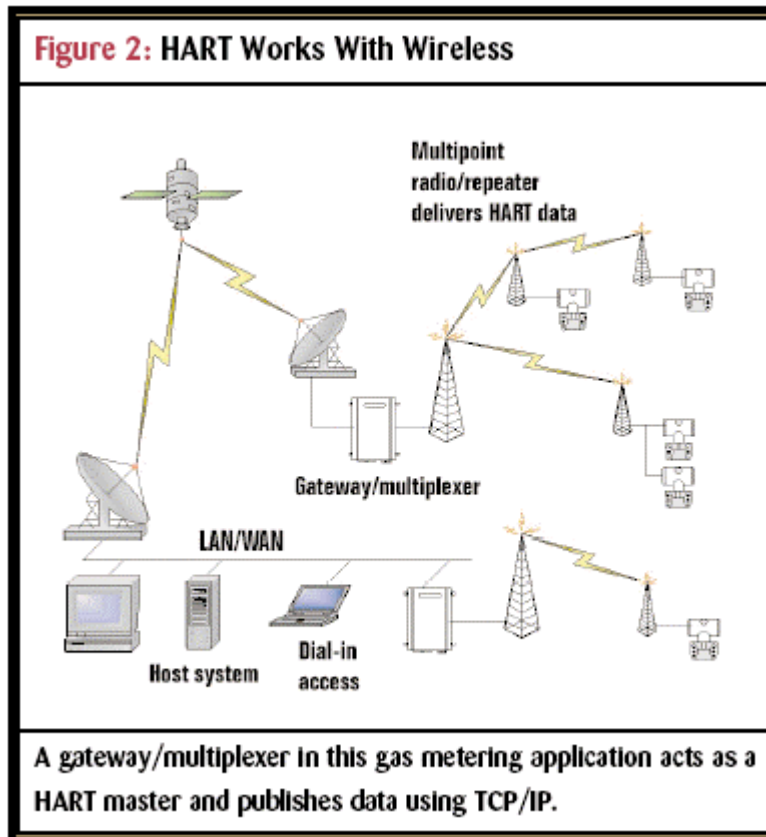 Figure 2: HART Works With Wireless
Multipoint
radio/repeater
delivers HART data
Gateway/multiplexer
LAN/WAN
Host system
Dial-in
access
A gateway/multiplexer in this gas metering application acts as a
HART master and publishes data using TCP/IP.